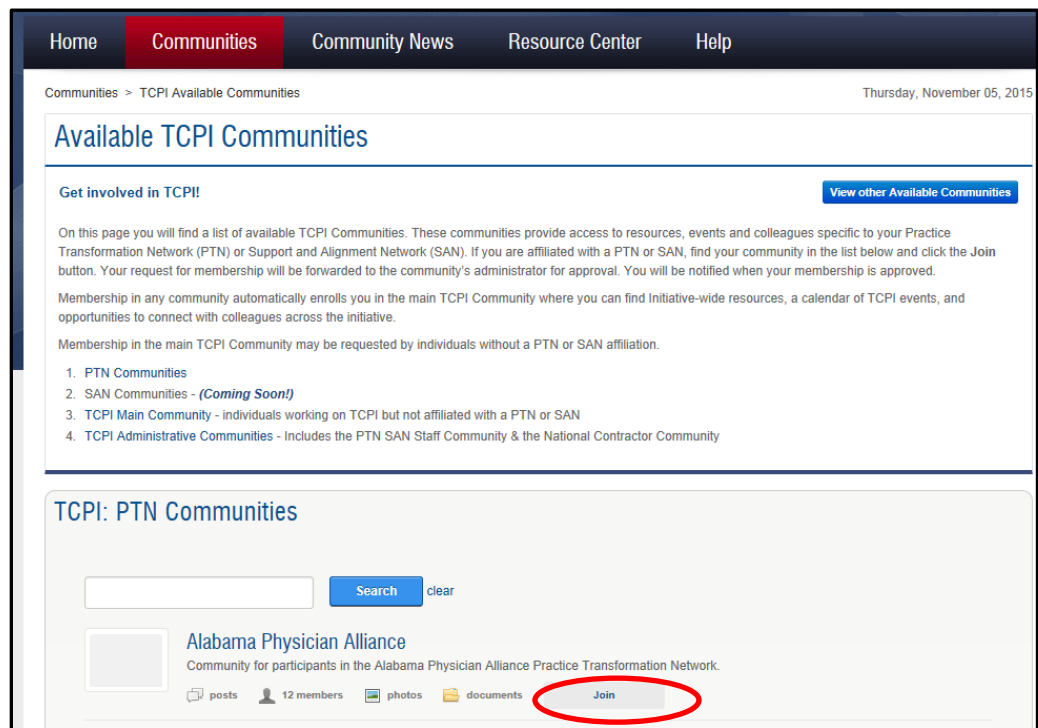 Home Communities Community News Resource Center Help
Communities > TCPI Available Communities Thursday, November 05, 2015
Available TCPI Communities
Get involved in TCPI! View other Available Communities
On this page you will find a list of available TCPI Communities. These communities provide access to resources, events and colleagues specific to your Practice
Transformation Network (PTN) or Support and Alignment Network (SAN). If you are affiliated with a PTN or SAN, find your community in the list below and click the Join
button. Your request for membership will be forwarded to the community's administrator for approval. You will be notified when your membership is approved.
Membership in any community automatically enrolls you in the main TCPI Community where you can find Initiative-wide resources, a calendar of TCPI events, and
opportunities to connect with colleagues across the initiative.
Membership in the main TCPI Community may be requested by individuals without a PTN or SAN affiliation.
1. PTN Communities
2. SAN Communities - (Coming Soon!)
3. TCPI Main Community - individuals working on TCPI but not affiliated with a PTN or SAN
4. TCPI Administrative Communities - Includes the PTN SAN Staff Community & the National Contractor Community
TCPI: PTN Communities
Search clear
Alabama Physician Alliance
Community for participants in the Alabama Physician Alliance Practice Transformation Network.
posts 12 members photos documents Join